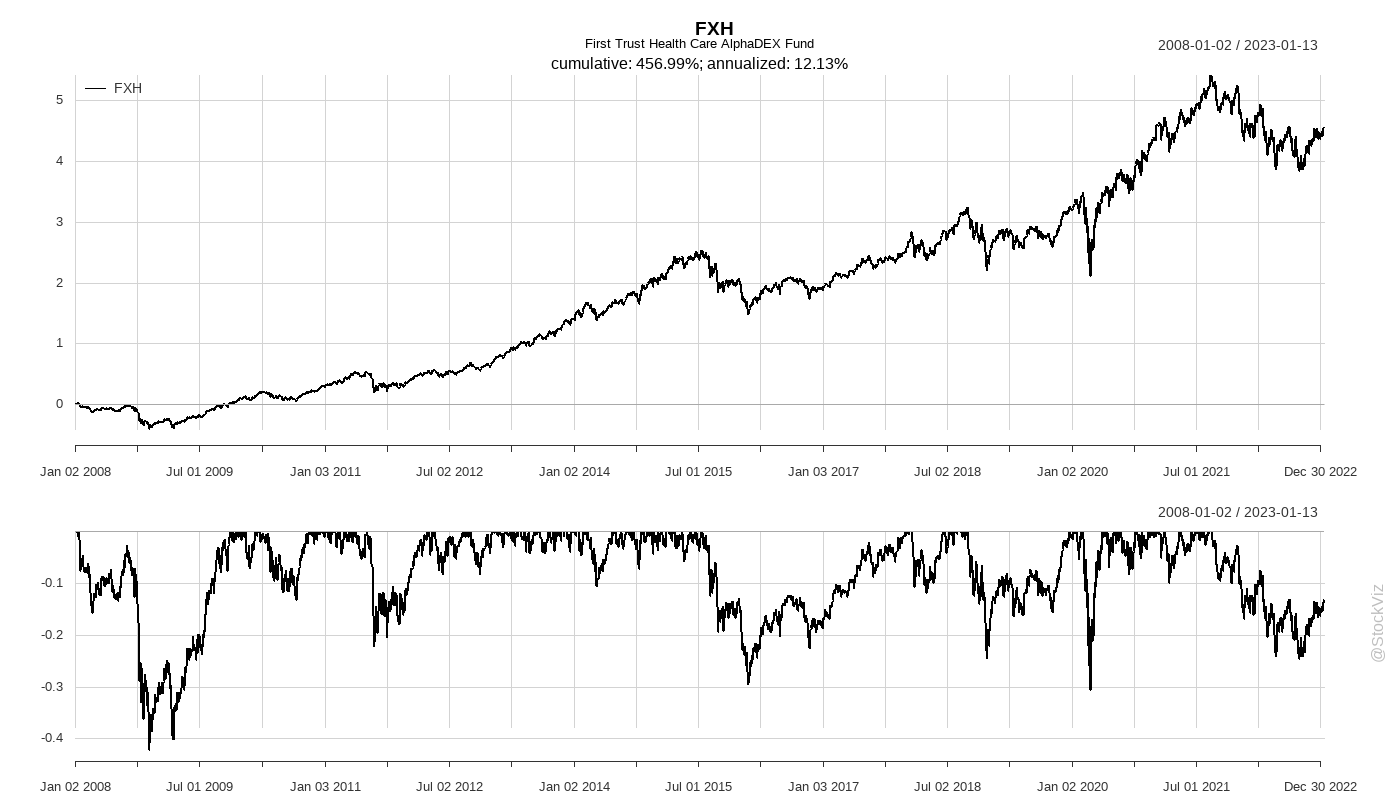 FXH
First Trust Health Care AlphaDEX Fund
cumulative: 456.99%; annualized: 12.13%
2008-01-02 / 2023-01-13
FXH
5
4
3
2
1
0
Jan 02 2008 Jul 01 2009 Jan 03 2011 Jul 02 2012 Jan 02 2014 Jul 01 2015 Jan 03 2017 Jul 02 2018 Jan 02 2020 Jul 01 2021 Dec 30 2022
2008-01-02 / 2023-01-13
-0.1
-0.2
-0.3
-0.4
Jan 02 2008 Jul 01 2009 Jan 03 2011 Jul 02 2012 Jan 02 2014 Jul 01 2015 Jan 03 2017 Jul 02 2018 Jan 02 2020 Jul 01 2021 Dec 30 2022
@StockViz